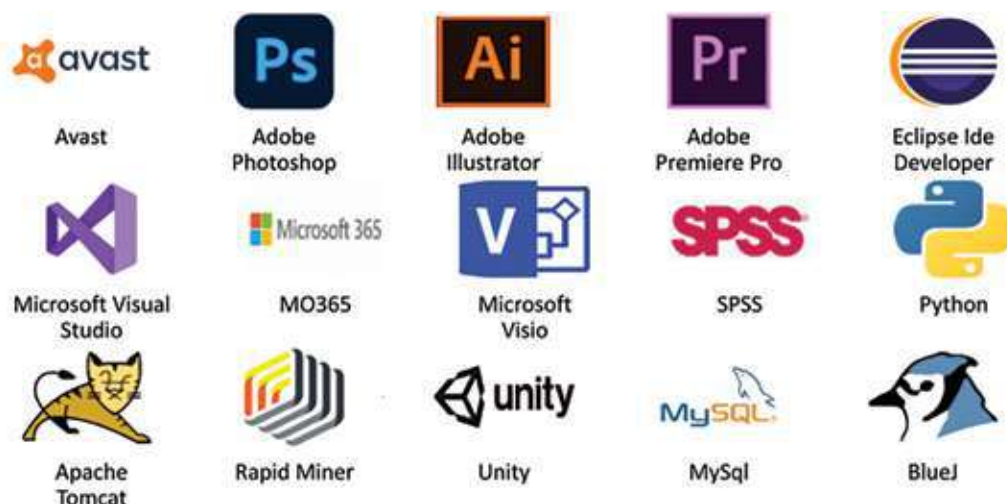 avast
Ps
Ai
Pr
Avast
Adobe
Photoshop
Adobe
Illustrator
Adobe
Premiere Pro
Eclipse Ide
Developer
Microsoft 365
V
SPSS
Microsoft Visual
Studio
MO365
Microsoft
Visio
SPSS
Python
unity
MySQL
Apache
Tomcat
Rapid Miner
Unity
MySql
BlueJ